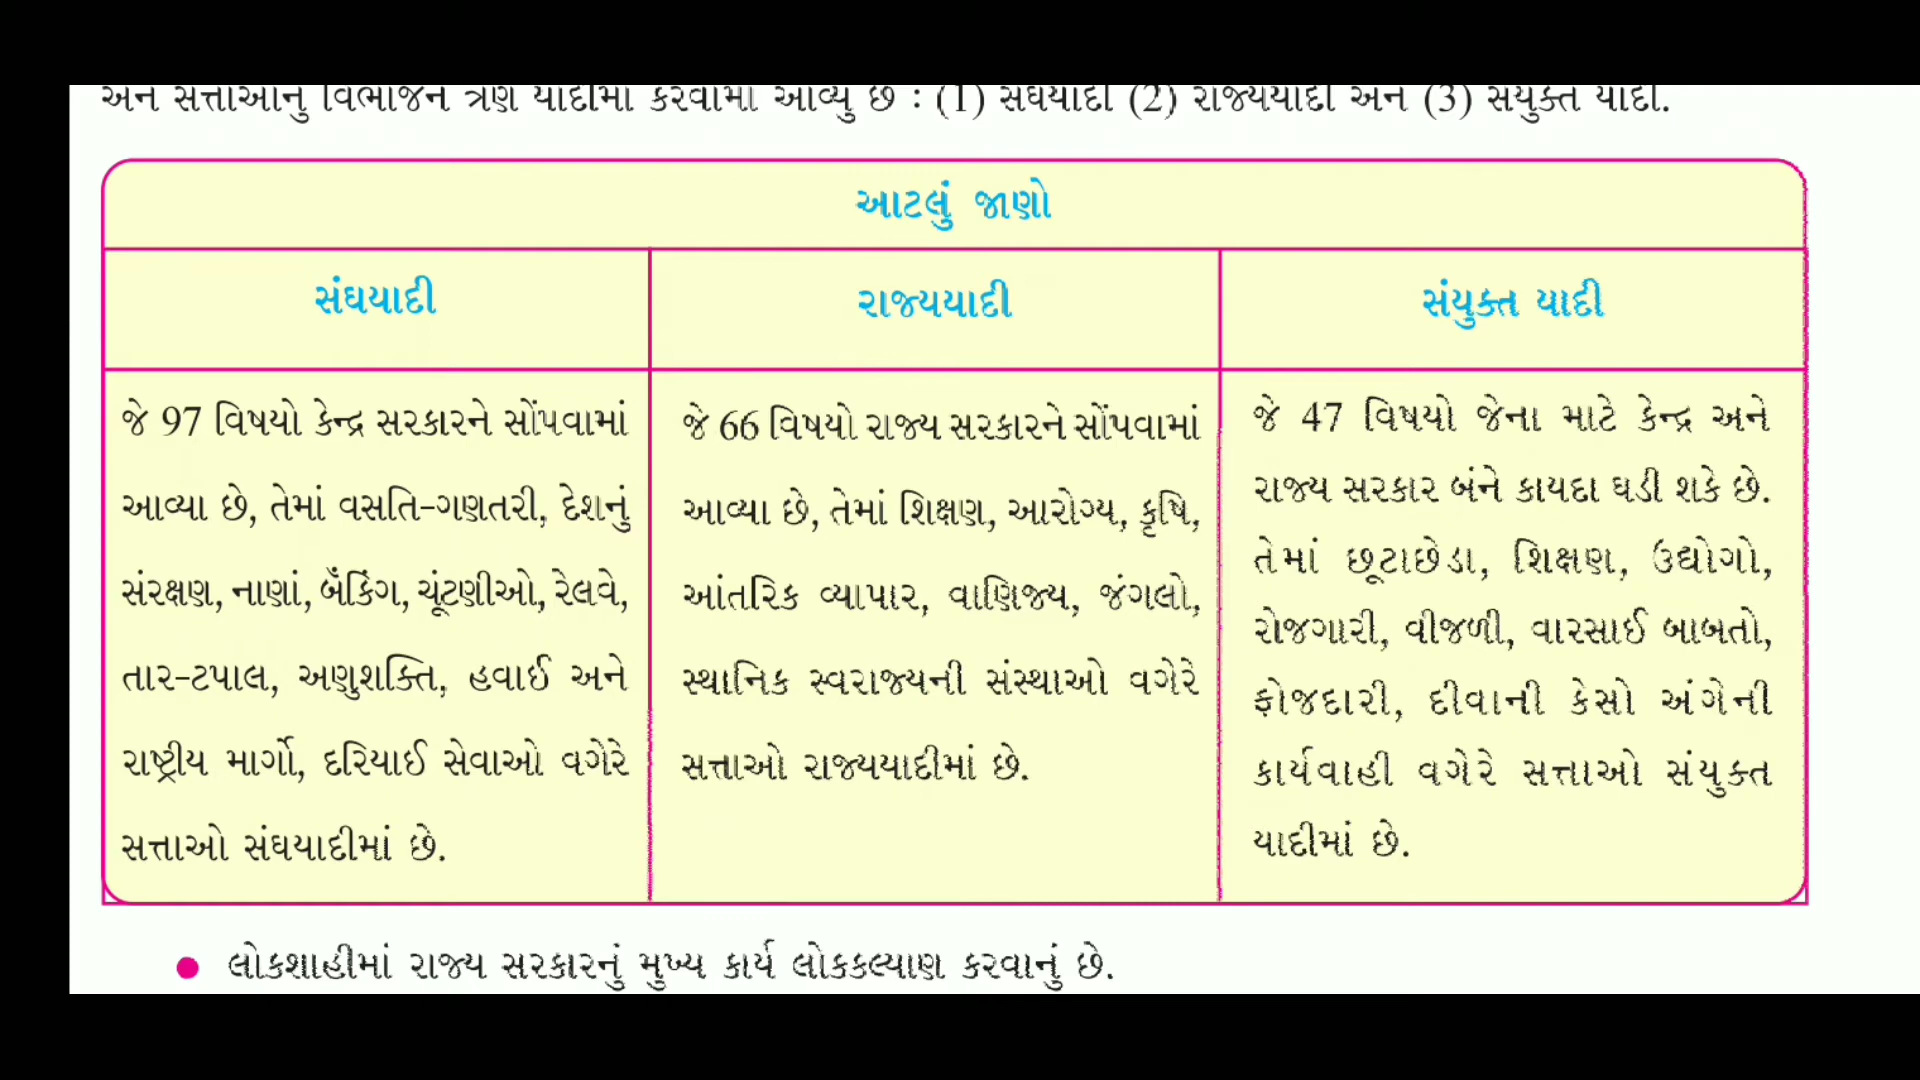 અને સત્તાઓનું વિભાજન ત્રણ યાદીમાં કરવામાં આવ્યું છે : (1) સંઘયાદી (2) રાજ્યયાદી અને (3) સંયુક્ત યાદી.
આટલું જાણો
સંઘયાદી
જે 97 વિષયો કેન્દ્ર સરકારને સોંપવામાં
આવ્યા છે, તેમાં વસતિ-ગણતરી, દેશનું
સંરક્ષણ, નાણાં, બૅંકિંગ, ચૂંટણીઓ, રેલવે,
તાર-ટપાલ, અણુશક્તિ, હવાઈ અને
રાષ્ટ્રીય માર્ગો, દરિયાઈ સેવાઓ વગેરે
સત્તાઓ સંઘયાદીમાં છે.
રાજ્યયાદી
જે 66 વિષયો રાજ્ય સરકારને સોંપવામાં
આવ્યા છે, તેમાં શિક્ષણ, આરોગ્ય, કૃષિ,
આંતરિક વ્યાપાર, વાણિજ્ય, જંગલો,
સ્થાનિક સ્વરાજ્યની સંસ્થાઓ વગેરે
સત્તાઓ રાજ્યયાદીમાં છે.
સંયુક્ત યાદી
જે 47 વિષયો જેના માટે કેન્દ્ર અને
રાજ્ય સરકાર બંને કાયદા ઘડી શકે છે.
તેમાં છૂટાછેડા, શિક્ષણ, ઉદ્યોગો,
રોજગારી, વીજળી, વારસાઈ બાબતો,
ફોજદારી, દીવાની કેસો અંગેની
કાર્યવાહી વગેરે સત્તાઓ સંયુક્ત
યાદીમાં છે.
● લોકશાહીમાં રાજ્ય સરકારનું મુખ્ય કાર્ય લોકકલ્યાણ કરવાનું છે.